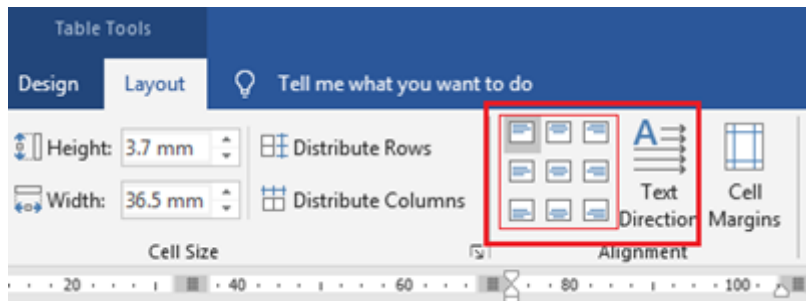 Table Tools
Design Layout Tell me what you want to do
Height: 3.7 mm Distribute Rows
Width: 36.5 mm Distribute Columns
A
Text Direction
Cell Margins
Cell Size Alignment
20 40 60 80 100